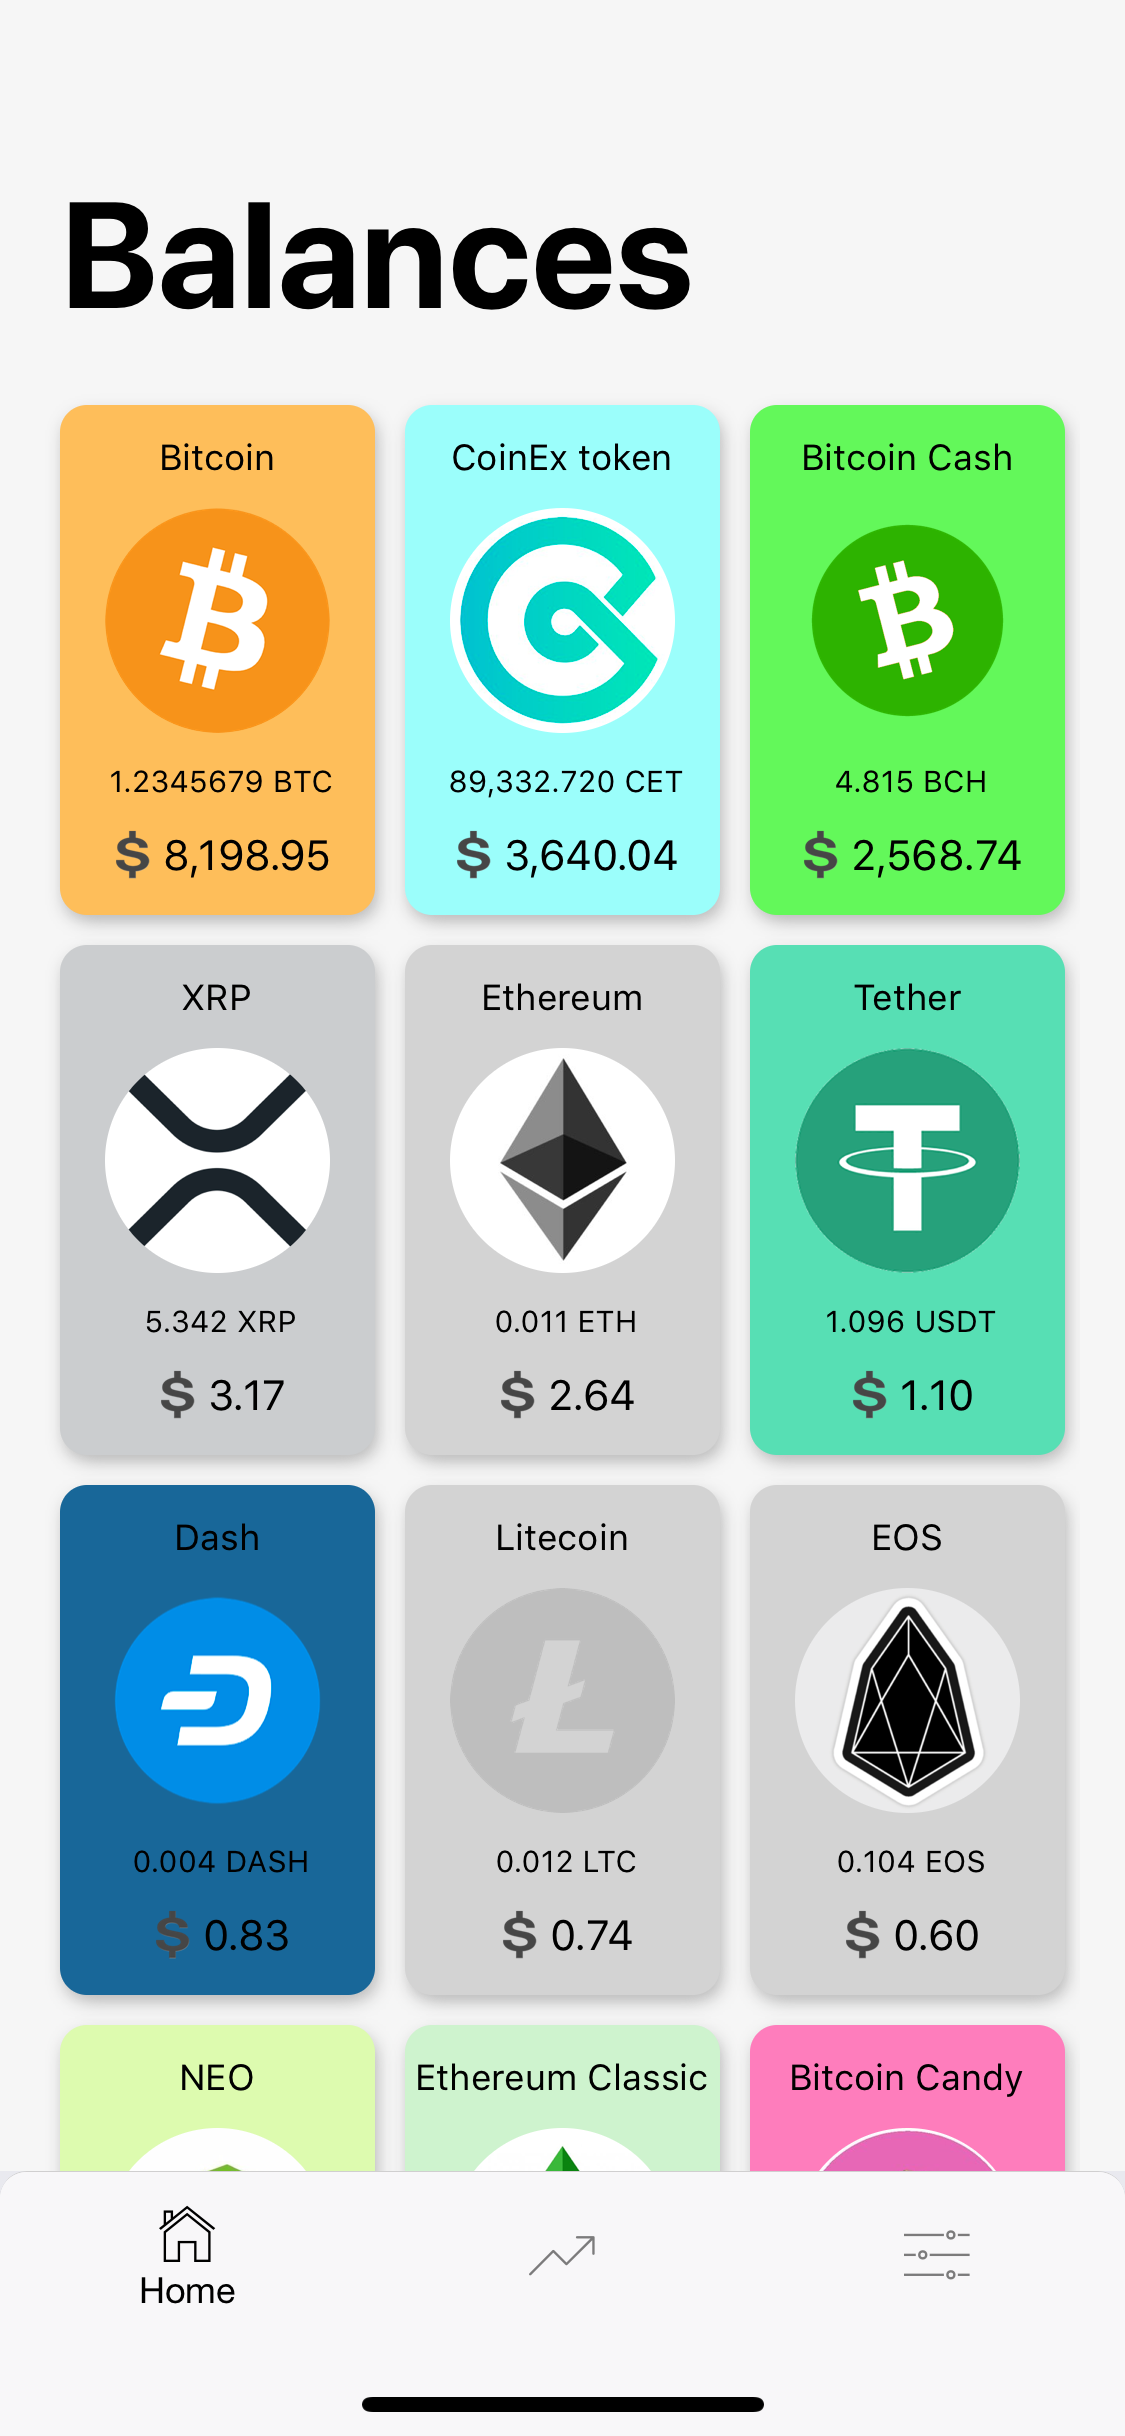 Balances
Bitcoin
1.2345679 BTC
$ 8,198.95
CoinEx token
89,332.720 CET
$ 3,640.04
Bitcoin Cash
4.815 BCH
$ 2,568.74
XRP
5.342 XRP
$ 3.17
Ethereum
0.011 ETH
$ 2.64
Tether
1.096 USDT
$ 1.10
Dash
0.004 DASH
$ 0.83
Litecoin
0.012 LTC
$ 0.74
EOS
0.104 EOS
$ 0.60
NEO
Ethereum Classic
Bitcoin Candy
Home